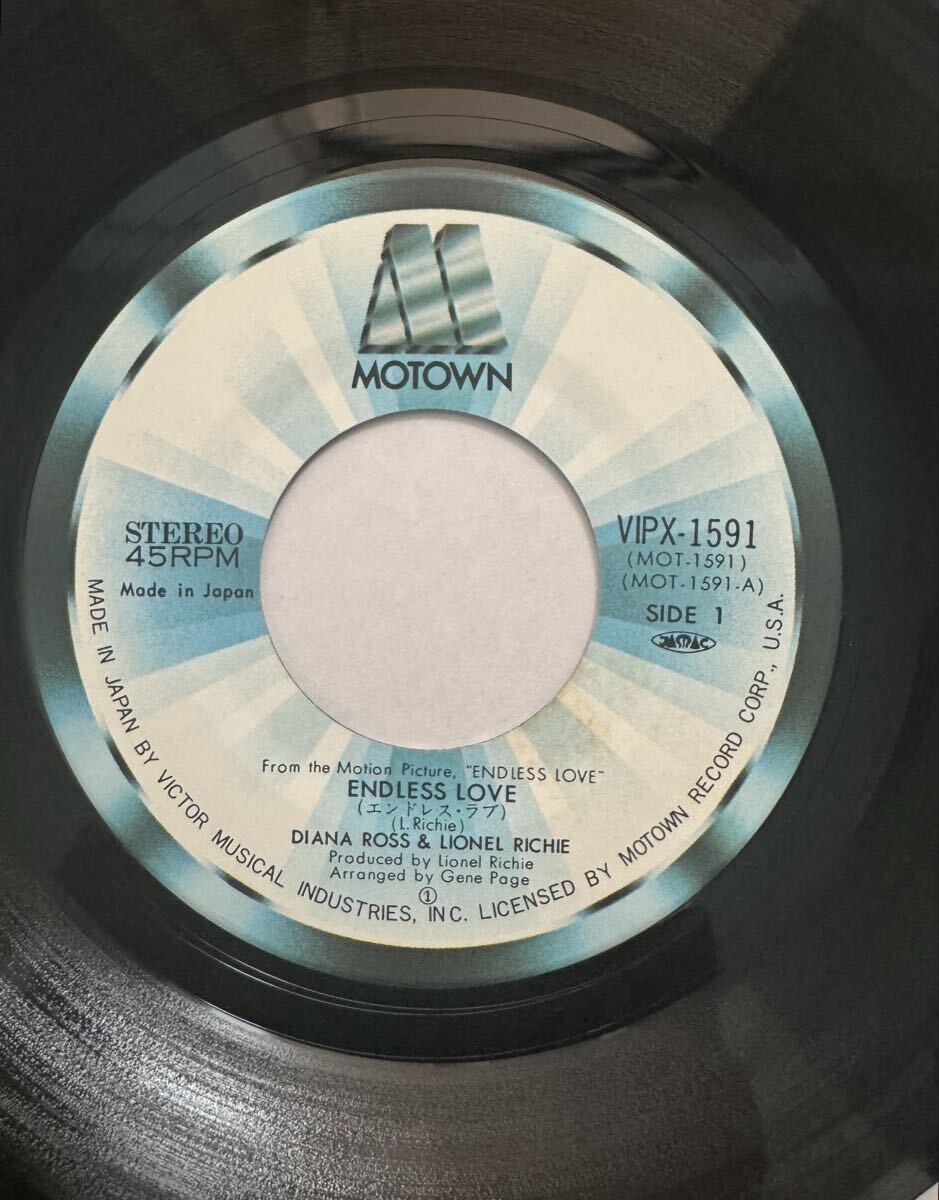 MOTOWN
STEREO
45RPM
Made in Japan
VIPX-1591
(MOT-1591)
(MOT-1591-A)
SIDE 1
JASRAC
From the Motion Picture, "ENDLESS LOVE"
ENDLESS LOVE
(エンドレス・ラブ)
(L. Richie)
DIANA ROSS & LIONEL RICHIE
Produced by Lionel Richie
Arranged by Gene Page
①
MADE IN JAPAN BY VICTOR MUSICAL INDUSTRIES, INC. LICENSED BY MOTOWN RECORD CORP., U.S.A.